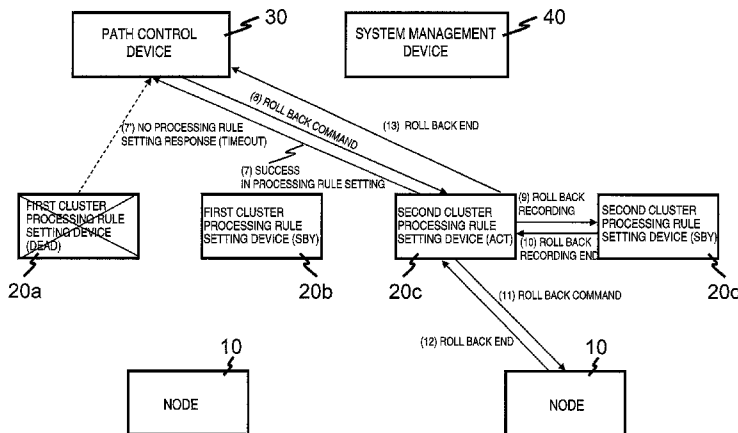 30
40
PATH CONTROL
DEVICE
SYSTEM MANAGEMENT
DEVICE
(8) ROLL BACK COMMAND
(13) ROLL BACK END
(7') NO PROCESSING RULE
SETTING RESPONSE (TIMEOUT)
(7) SUCCESS
IN PROCESSING RULE SETTING
FIRST CLUSTER
PROCESSING RULE
SETTING DEVICE
(DEAD)
20a
FIRST CLUSTER
PROCESSING RULE
SETTING DEVICE (SBY)
20b
SECOND CLUSTER
PROCESSING RULE
SETTING DEVICE (ACT)
20c
(9) ROLL BACK
RECORDING
(10) ROLL BACK
RECORDING END
SECOND CLUSTER
PROCESSING RULE
SETTING DEVICE (SBY)
(11) ROLL BACK COMMAND
(12) ROLL BACK END
10
NODE
10
NODE